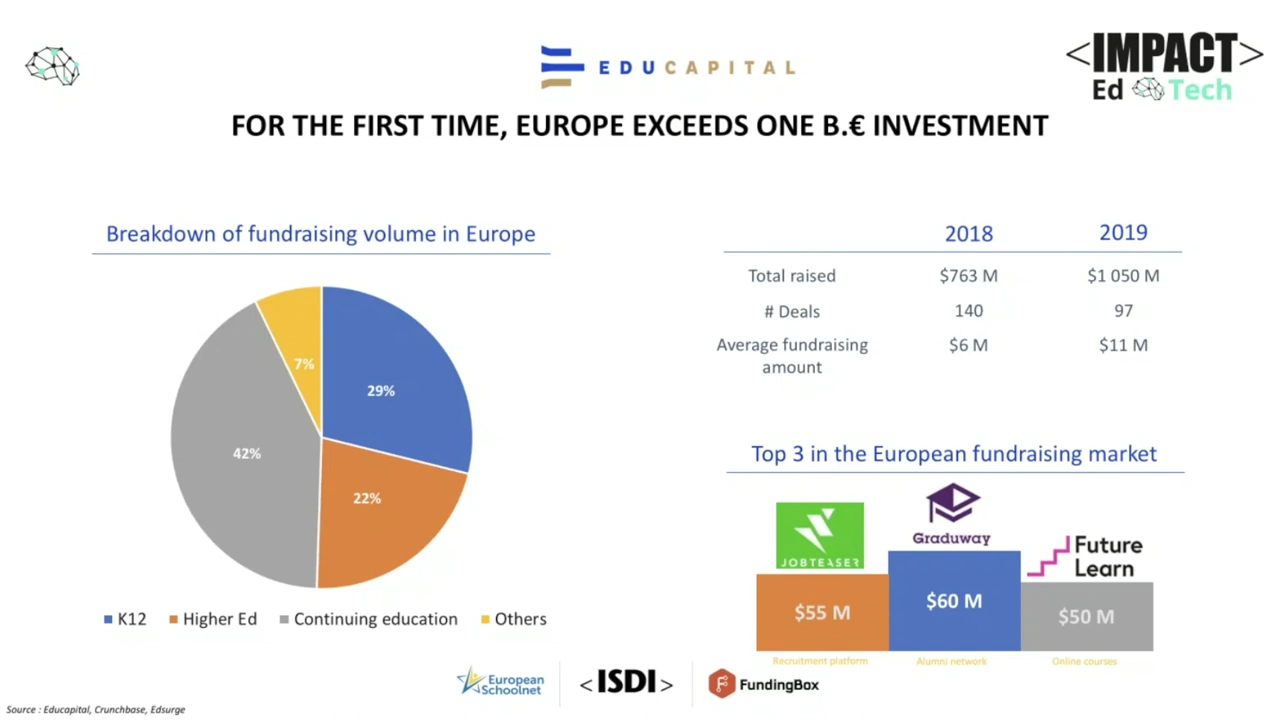 EDUCAPITAL
<IMPACT>
Ed Tech
FOR THE FIRST TIME, EUROPE EXCEEDS ONE B.€ INVESTMENT
Breakdown of fundraising volume in Europe
29%
22%
42%
7%
K12 Higher Ed Continuing education Others
2018 2019
Total raised $763 M $1 050 M
# Deals 140 97
Average fundraising $6 M $11 M
amount
Top 3 in the European fundraising market
JOBTEASER
Graduway
Future
Learn
$55 M
$60 M
$50 M
Recruitment platform Alumni network Online courses
European
Schoolnet
<ISDI>
FundingBox
Source : Educapital, Crunchbase, Edsurge